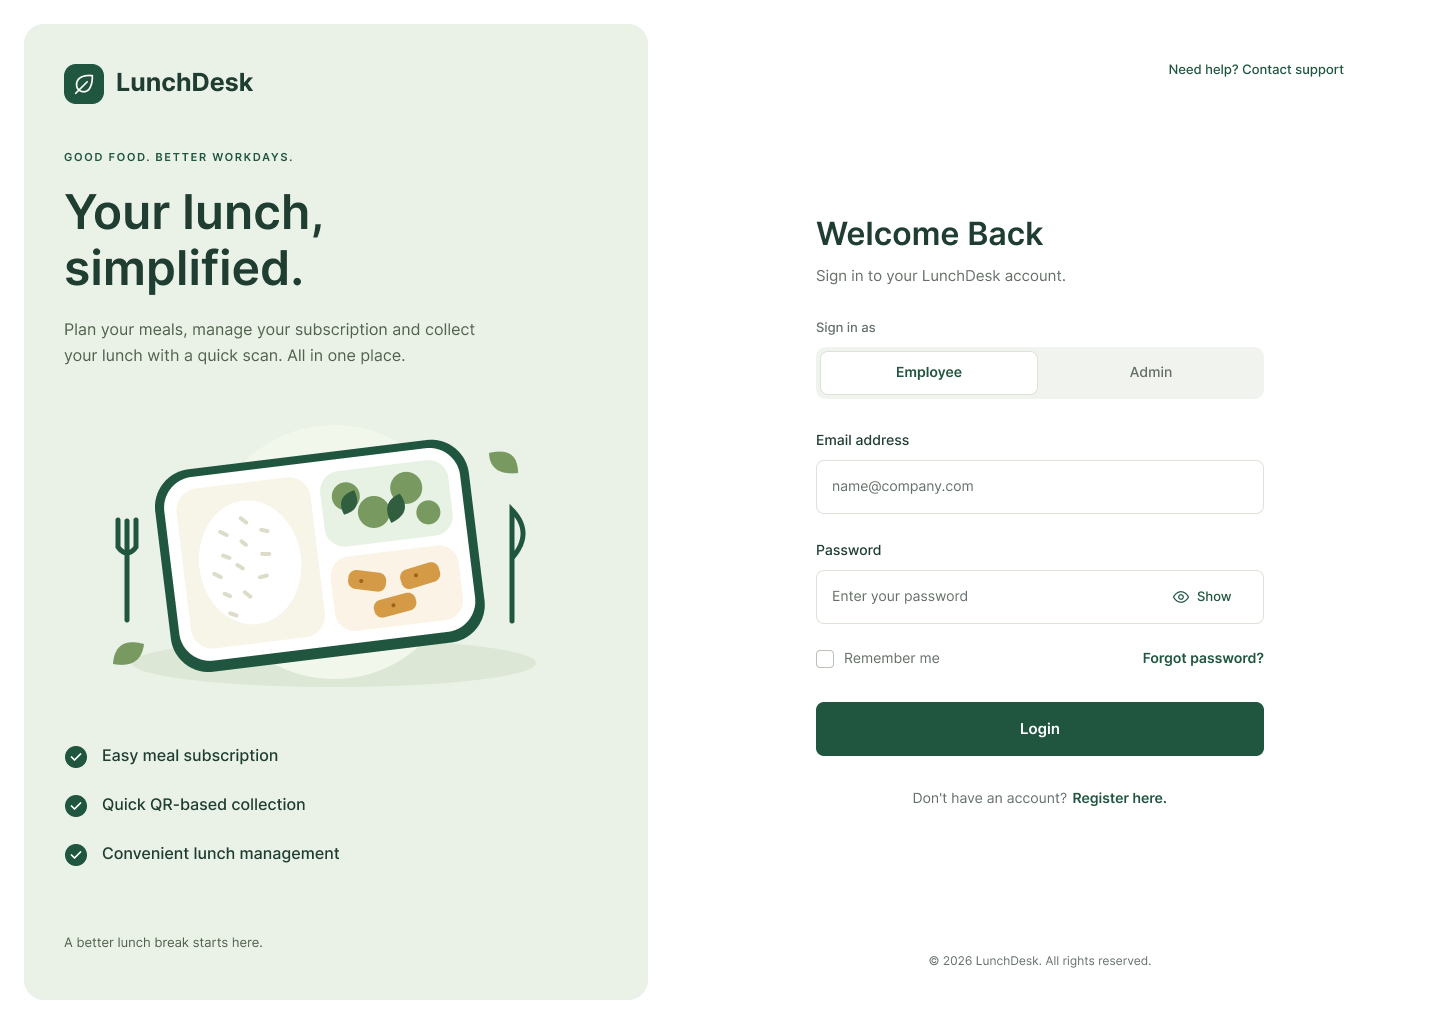 LunchDesk
GOOD FOOD. BETTER WORKDAYS.
Your lunch,
simplified.
Plan your meals, manage your subscription and collect
your lunch with a quick scan. All in one place.
Easy meal subscription
Quick QR-based collection
Convenient lunch management
A better lunch break starts here.
Need help? Contact support
Welcome Back
Sign in to your LunchDesk account.
Sign in as
Employee
Admin
Email address
name@company.com
Password
Enter your password
Show
Remember me
Forgot password?
Login
Don't have an account? Register here.
© 2026 LunchDesk. All rights reserved.